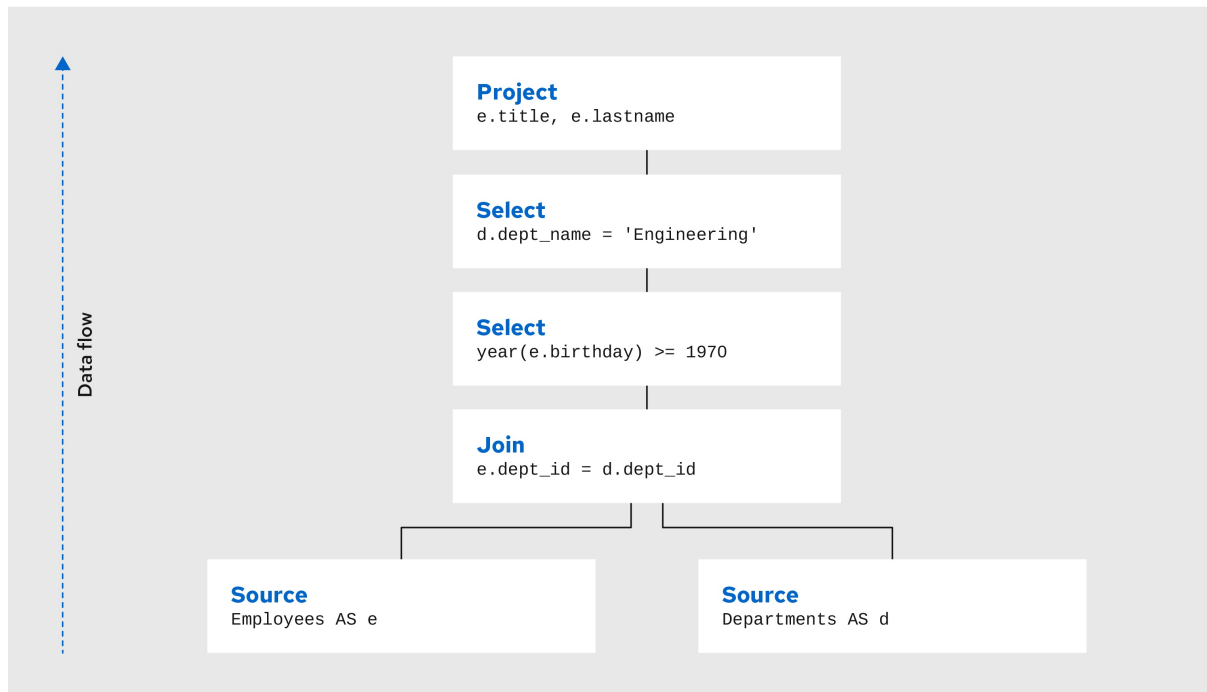 Project
e.title, e.lastname
Select
d.dept_name = 'Engineering'
Select
year(e.birthday) >= 1970
Data flow
Join
e.dept_id = d.dept_id
Source
Employees AS e
Source
Departments AS d